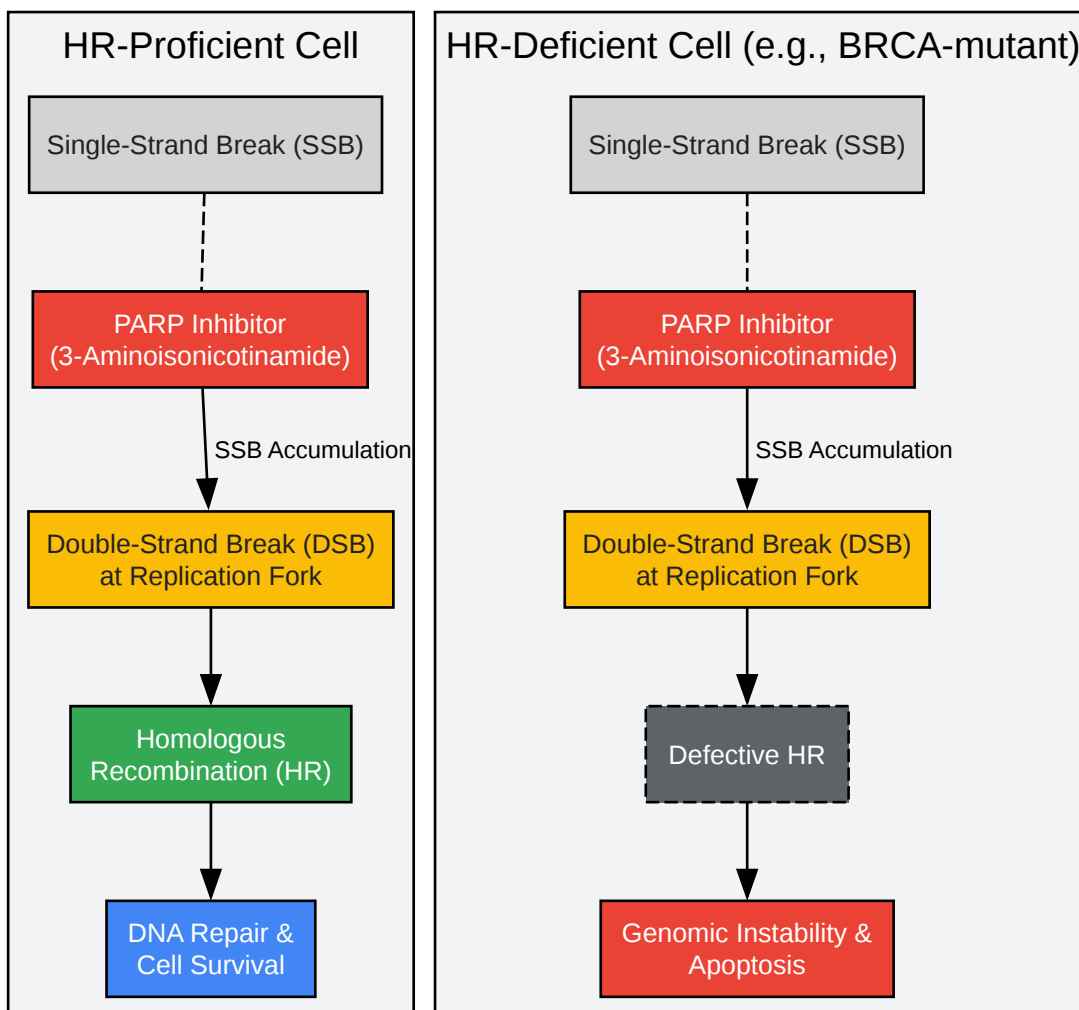 HR-Proficient Cell
Single-Strand Break (SSB)
PARP Inhibitor
(3-Aminoisonicotinamide)
SSB Accumulation
Double-Strand Break (DSB)
at Replication Fork
Homologous
Recombination (HR)
DNA Repair &
Cell Survival
HR-Deficient Cell (e.g., BRCA-mutant)
Single-Strand Break (SSB)
PARP Inhibitor
(3-Aminoisonicotinamide)
SSB Accumulation
Double-Strand Break (DSB)
at Replication Fork
Defective HR
Genomic Instability &
Apoptosis